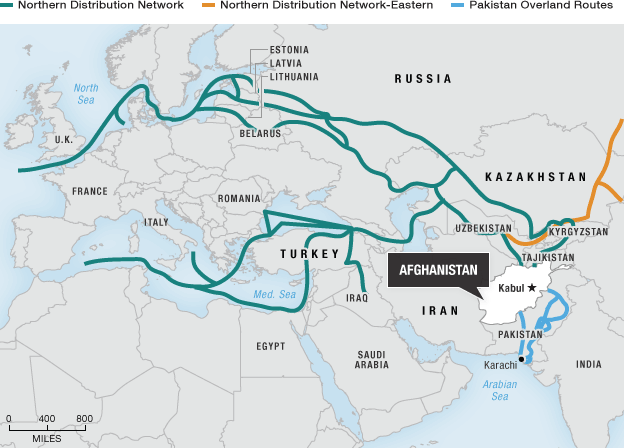 Northern Distribution Network
Northern Distribution Network-Eastern
Pakistan Overland Routes
ESTONIA
LATVIA
LITHUANIA
RUSSIA
North
Sea
U.K.
BELARUS
KAZAKHSTAN
FRANCE
ROMANIA
ITALY
UZBEKISTAN
KYRGYZSTAN
TURKEY
TAJIKISTAN
AFGHANISTAN
Kabul
Med. Sea
IRAQ
IRAN
PAKISTAN
EGYPT
SAUDI
ARABIA
Karachi
INDIA
Arabian
Sea
0 400 800
MILES